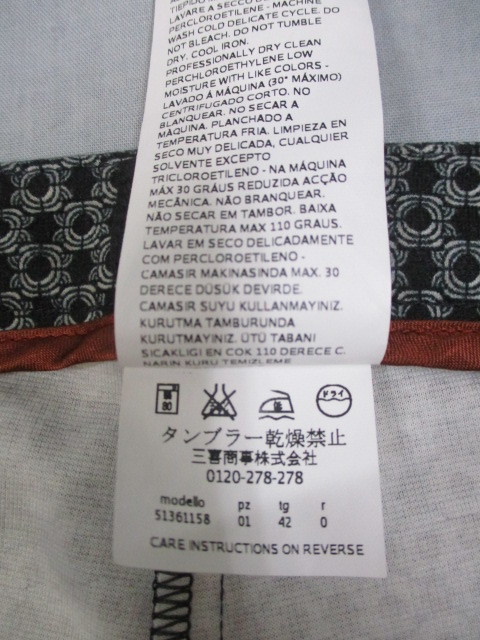 TIEPIDO
LAVARE A SECCO D
PERCLOROETILENE - MACHINE
WASH COLD DELICATE CYCLE. DO
NOT BLEACH. DO NOT TUMBLE
DRY. COOL IRON.
PROFESSIONALLY DRY CLEAN
PERCHLOROETHYLENE LOW
MOISTURE WITH LIKE COLORS -
LAVADO Á MÁQUINA (30° MÁXIMO)
CENTRIFUGADO CORTO. NO
BLANQUEAR. NO SECAR A
MÁQUINA. PLANCHADO A
TEMPERATURA FRIA. LIMPIEZA EN
SECO MUY DELICADA, CUALQUIER
SOLVENTE EXCEPTO
TRICLOROETILENO - NA MÁQUINA
MÁX 30 GRÁUS REDUZIDA ACÇÃO
MECÂNICA. NÃO BRANQUEAR.
NÃO SECAR EM TAMBOR. BAIXA
TEMPERATURA MAX 110 GRAUS.
LAVAR EM SECO DELICADAMENTE
COM PERCLOROETILENO -
CAMASIR MAKINASINDA MAX. 30
DERECE DÜSÜK DEVIRDE.
CAMASIR SUYU KULLANMAYINIZ.
KURUTMA TAMBURUNDA
KURUTMAYINIZ. ÜTÜ TABANI
SICAKLIGI EN COK 110 DERECE C.
NARIN KURU TEMIZLEME
ドライ
タンブラー乾燥禁止
三喜商事株式会社
0120-278-278
modello pz tg r
51361158 01 42 0
CARE INSTRUCTIONS ON REVERSE